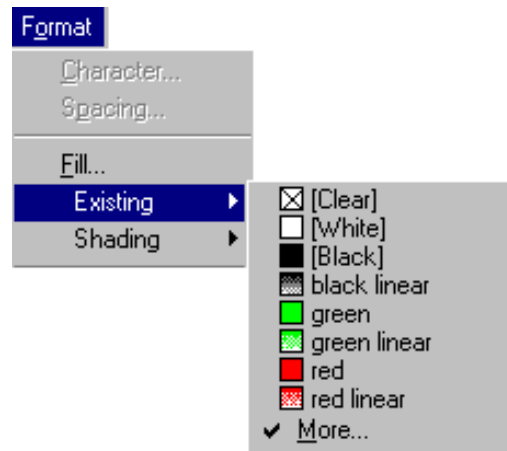 Format
Character...
Spacing...
Fill...
Existing
Shading
[Clear]
[White]
[Black]
black linear
green
green linear
red
red linear
More...